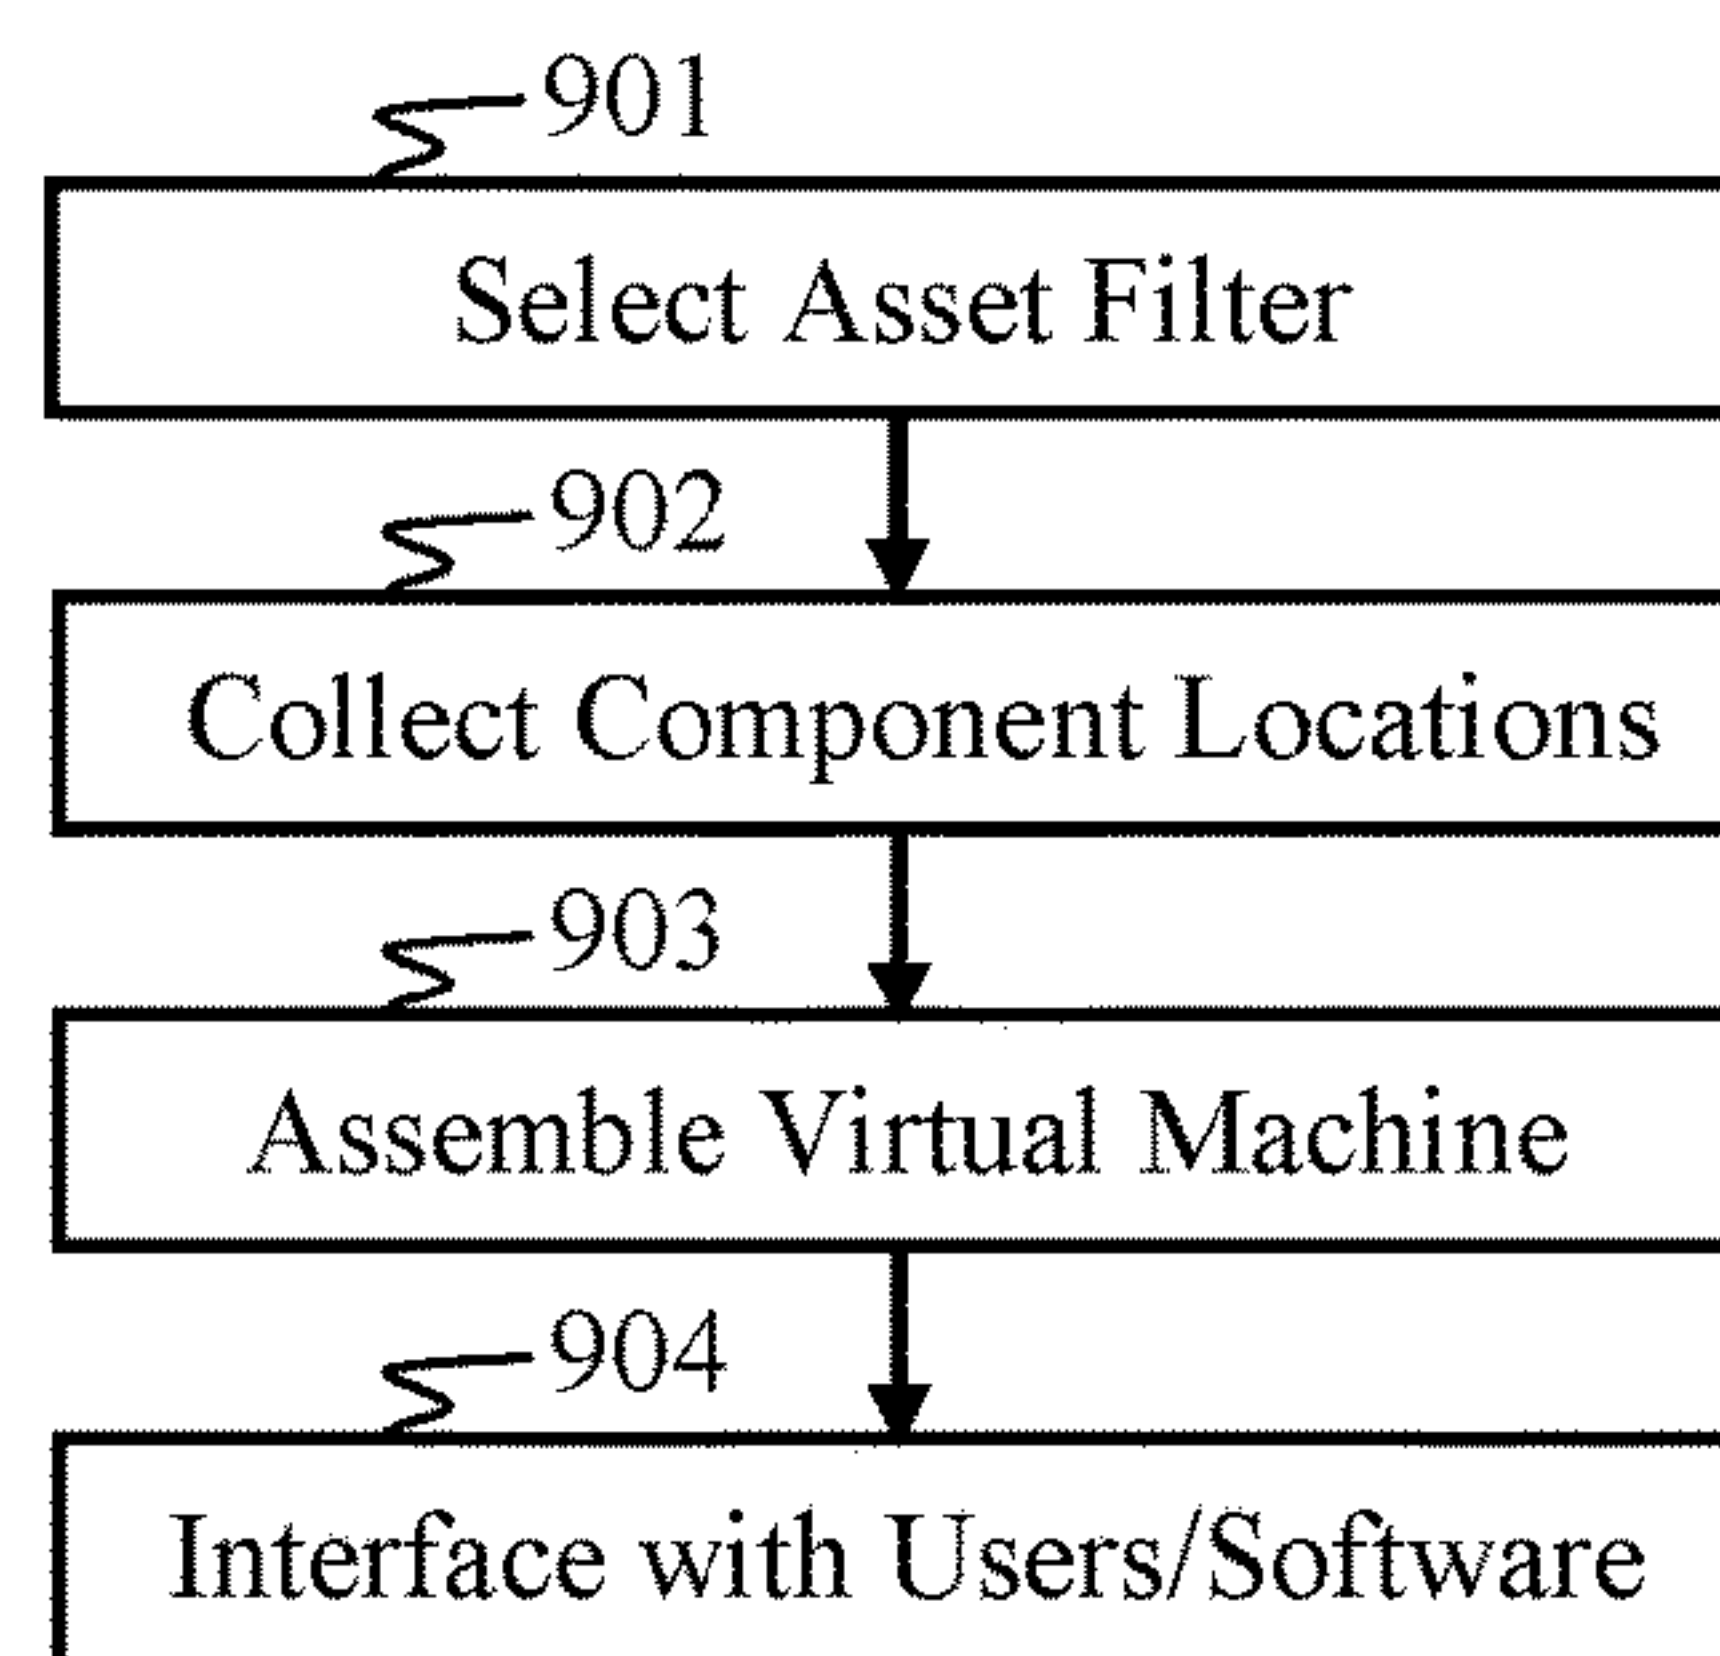 901
Select Asset Filter
902
Collect Component Locations
903
Assemble Virtual Machine
904
Interface with Users/Software